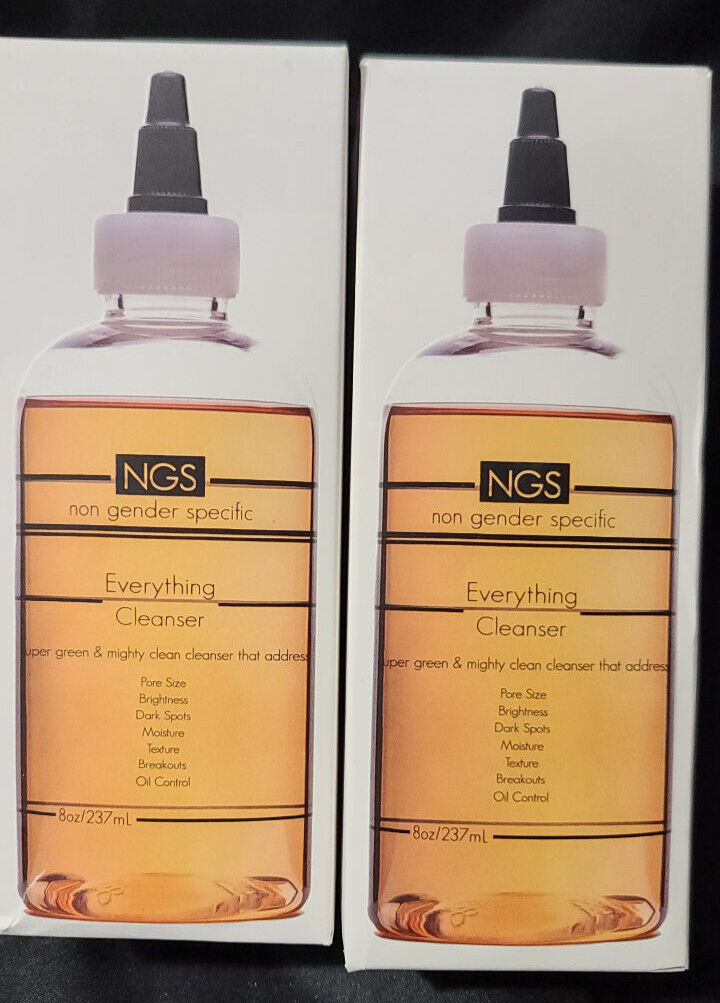 NGS
non gender specific
Everything
Cleanser
uper green & mighty clean cleanser that address
Pore Size
Brightness
Dark Spots
Moisture
Texture
Breakouts
Oil Control
8oz/237mL
NGS
non gender specific
Everything
Cleanser
uper green & mighty clean cleanser that address
Pore Size
Brightness
Dark Spots
Moisture
Texture
Breakouts
Oil Control
8oz/237mL